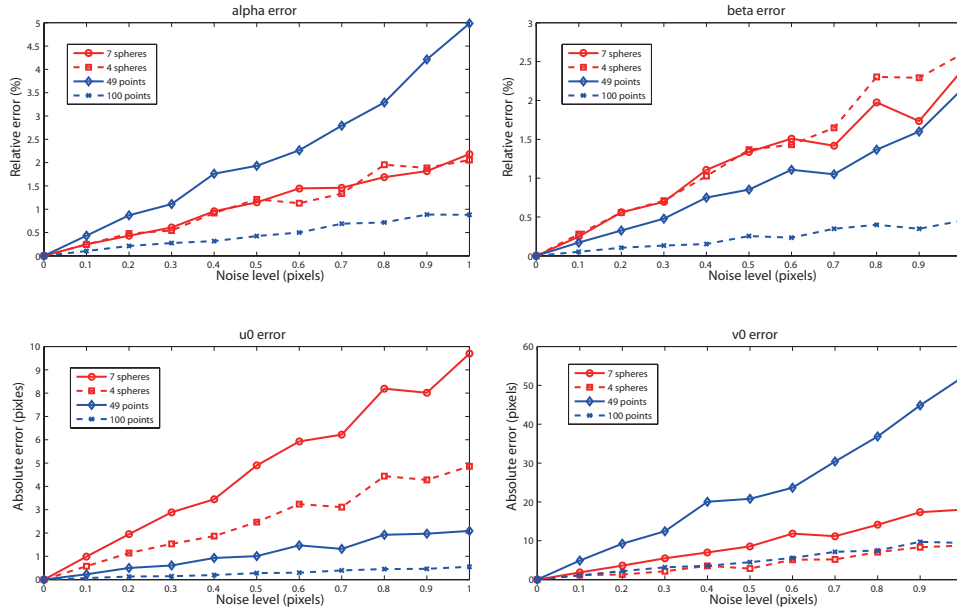 alpha error
5
4.5
4
3.5
3
2.5
2
1.5
1
0.5
0
Relative error (%)
7 spheres
4 spheres
49 points
100 points
0 0.1 0.2 0.3 0.4 0.5 0.6 0.7 0.8 0.9 1
Noise level (pixels)
beta error
3
2.5
2
1.5
1
0.5
0
Relative error (%)
7 spheres
4 spheres
49 points
100 points
0 0.1 0.2 0.3 0.4 0.5 0.6 0.7 0.8 0.9
Noise level (pixels)
u0 error
10
9
8
7
6
5
4
3
2
1
0
Absolute error (pixles)
7 spheres
4 spheres
49 points
100 points
0 0.1 0.2 0.3 0.4 0.5 0.6 0.7 0.8 0.9 1
Noise level (pixels)
v0 error
60
50
40
30
20
10
0
Absolute error (pixels)
7 spheres
4 spheres
49 points
100 points
0 0.1 0.2 0.3 0.4 0.5 0.6 0.7 0.8 0.9
Noise level (pixels)